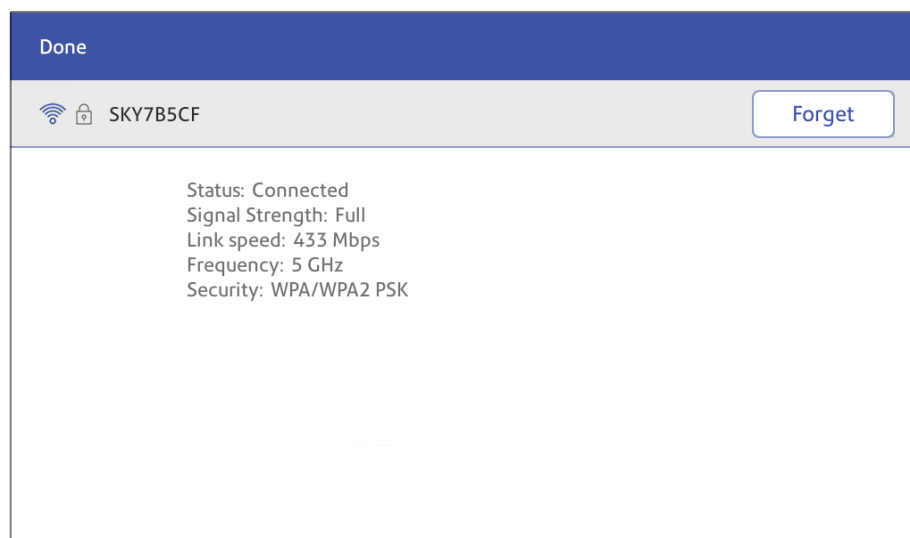 Done
SKY7B5CF
Forget
Status: Connected
Signal Strength: Full
Link speed: 433 Mbps
Frequency: 5 GHz
Security: WPA/WPA2 PSK